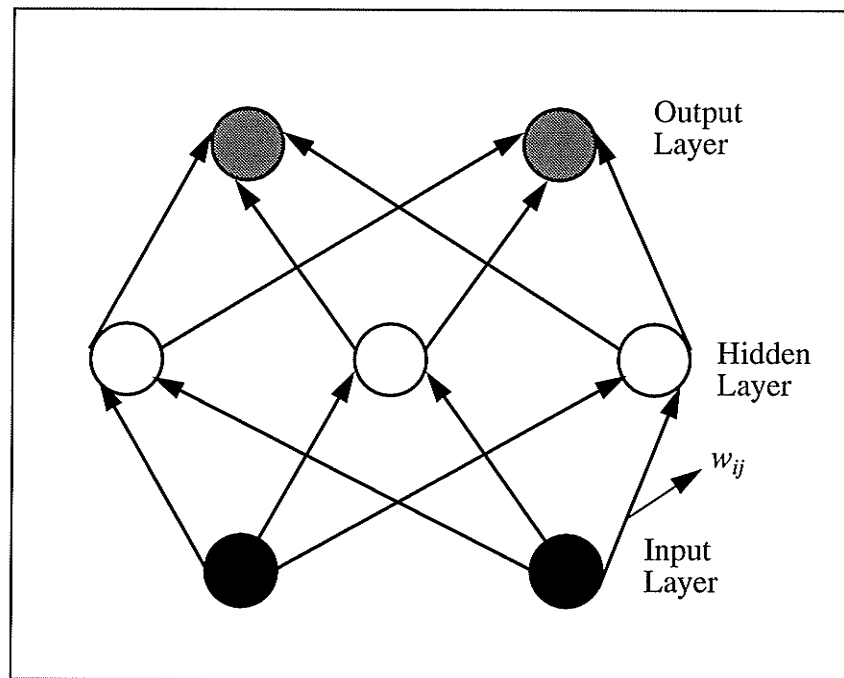 Output
Layer
Hidden
Layer
w_ij
Input
Layer